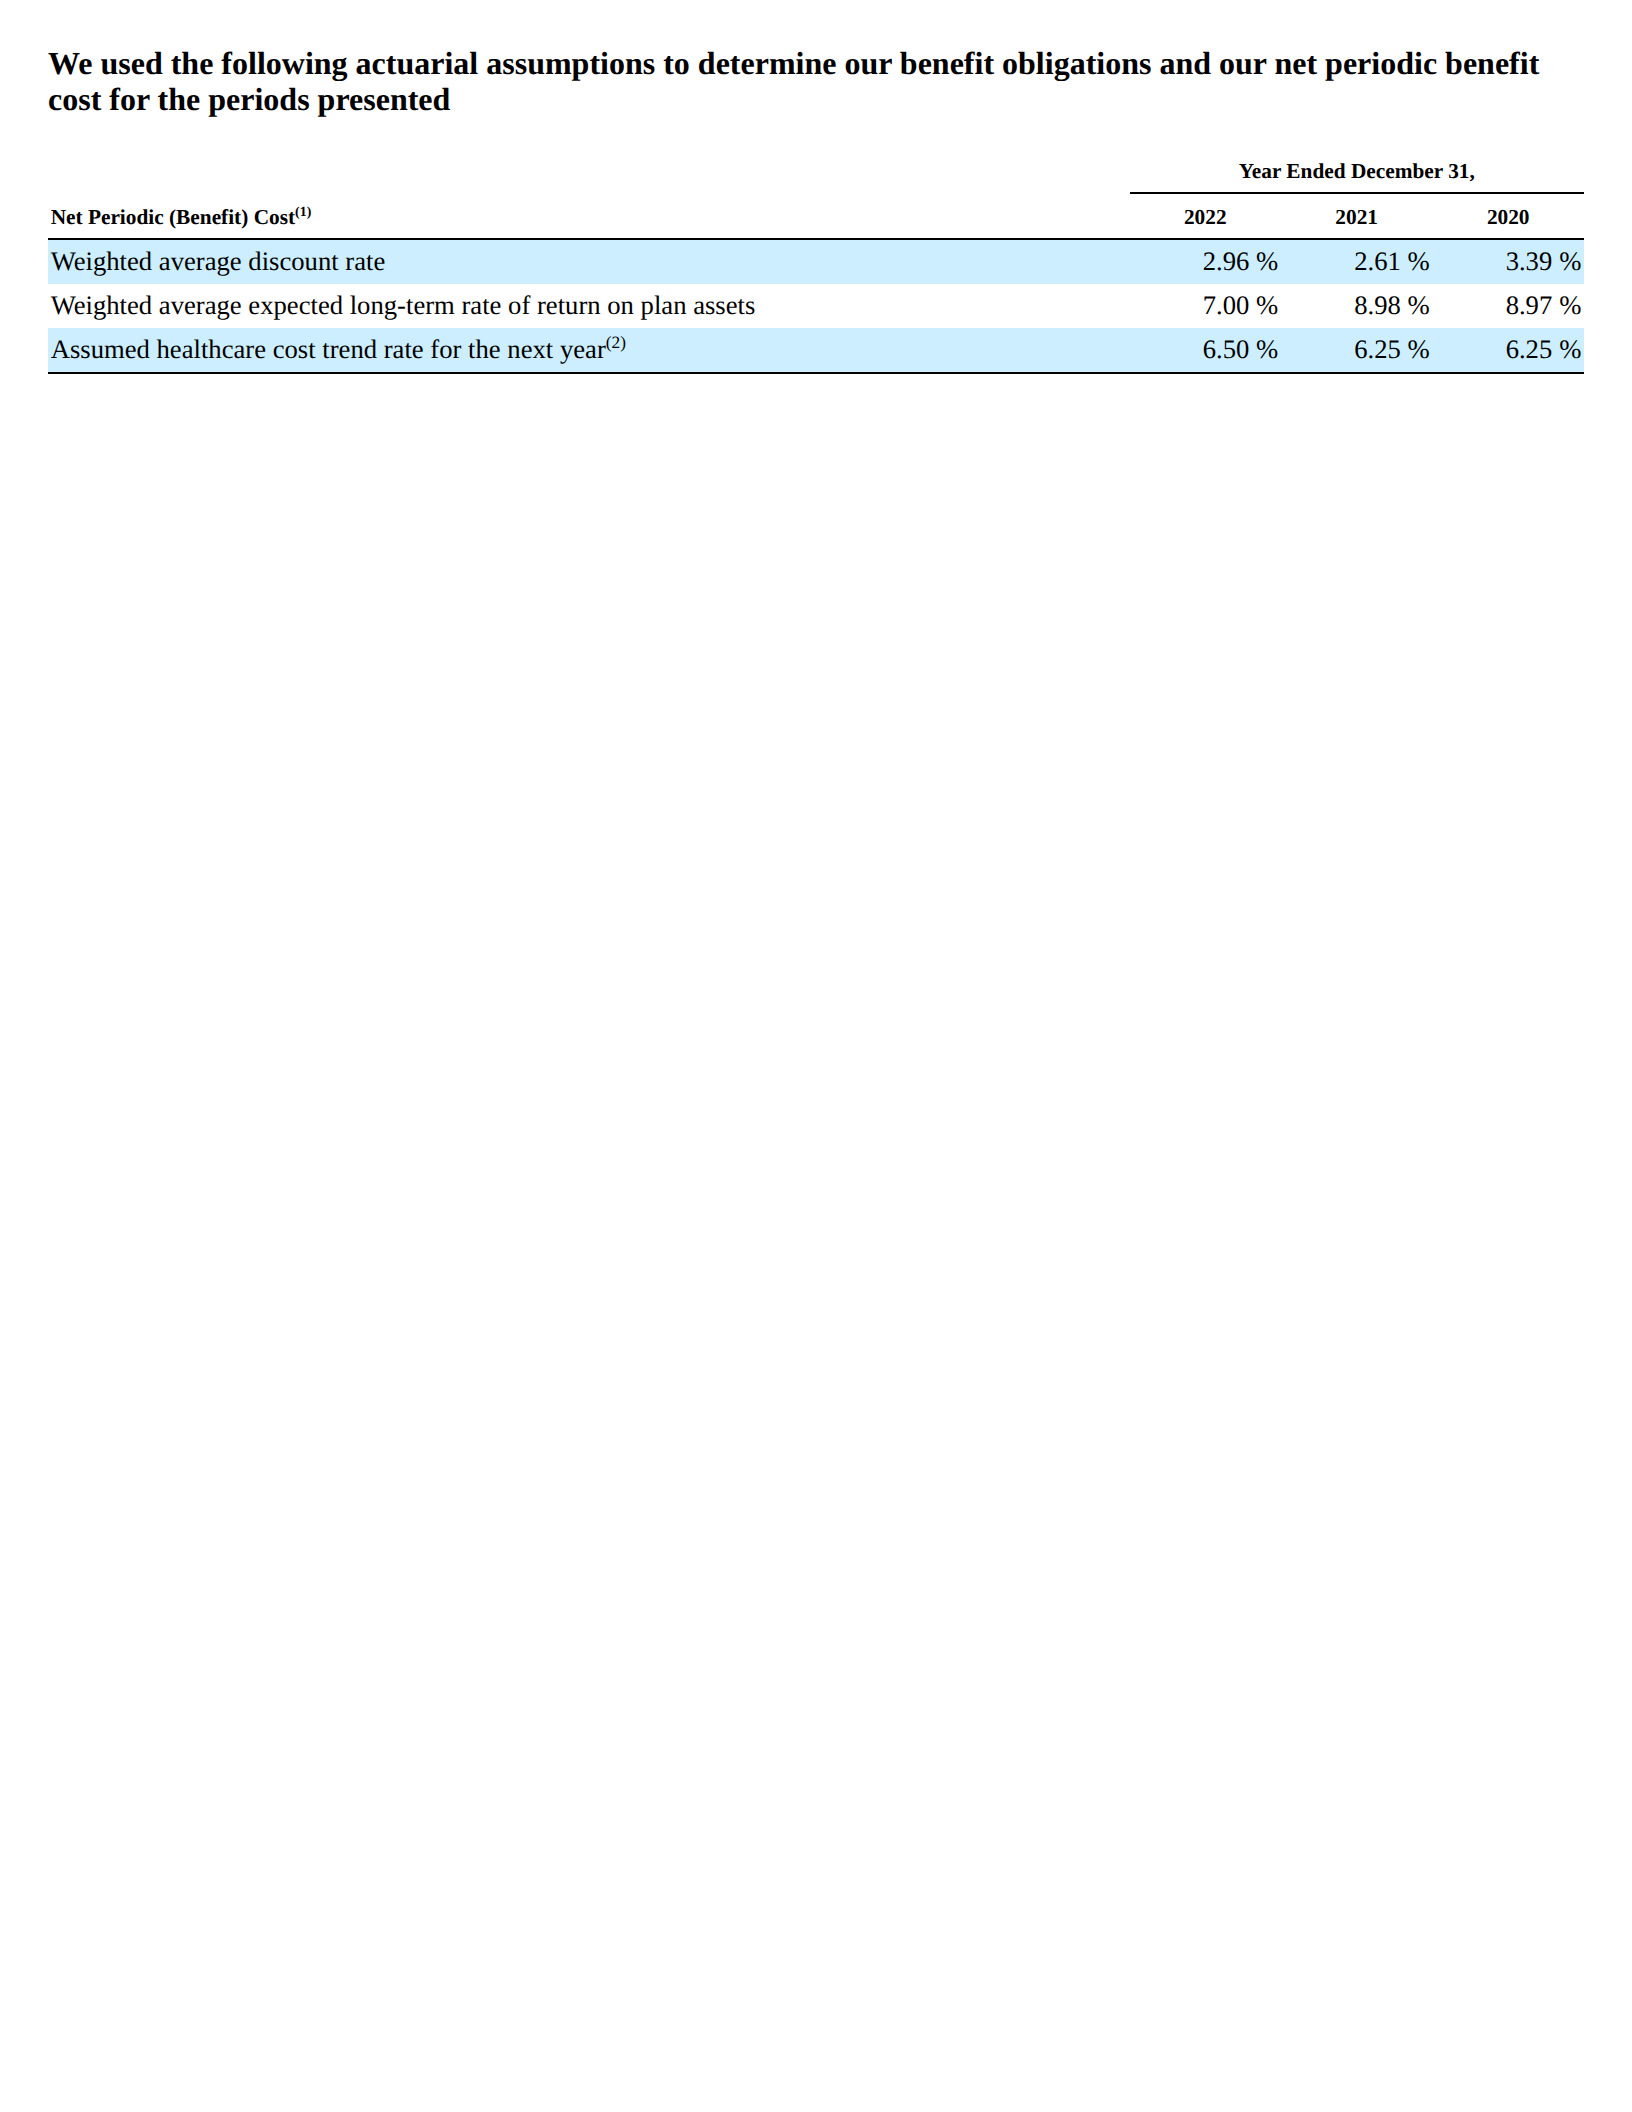 We used the following actuarial assumptions to determine our benefit obligations and our net periodic benefit
cost for the periods presented
Year Ended December 31,
Net Periodic (Benefit) Cost(1) 2022 2021 2020
Weighted average discount rate 2.96 % 2.61 % 3.39 %
Weighted average expected long-term rate of return on plan assets 7.00 % 8.98 % 8.97 %
Assumed healthcare cost trend rate for the next year(2) 6.50 % 6.25 % 6.25 %